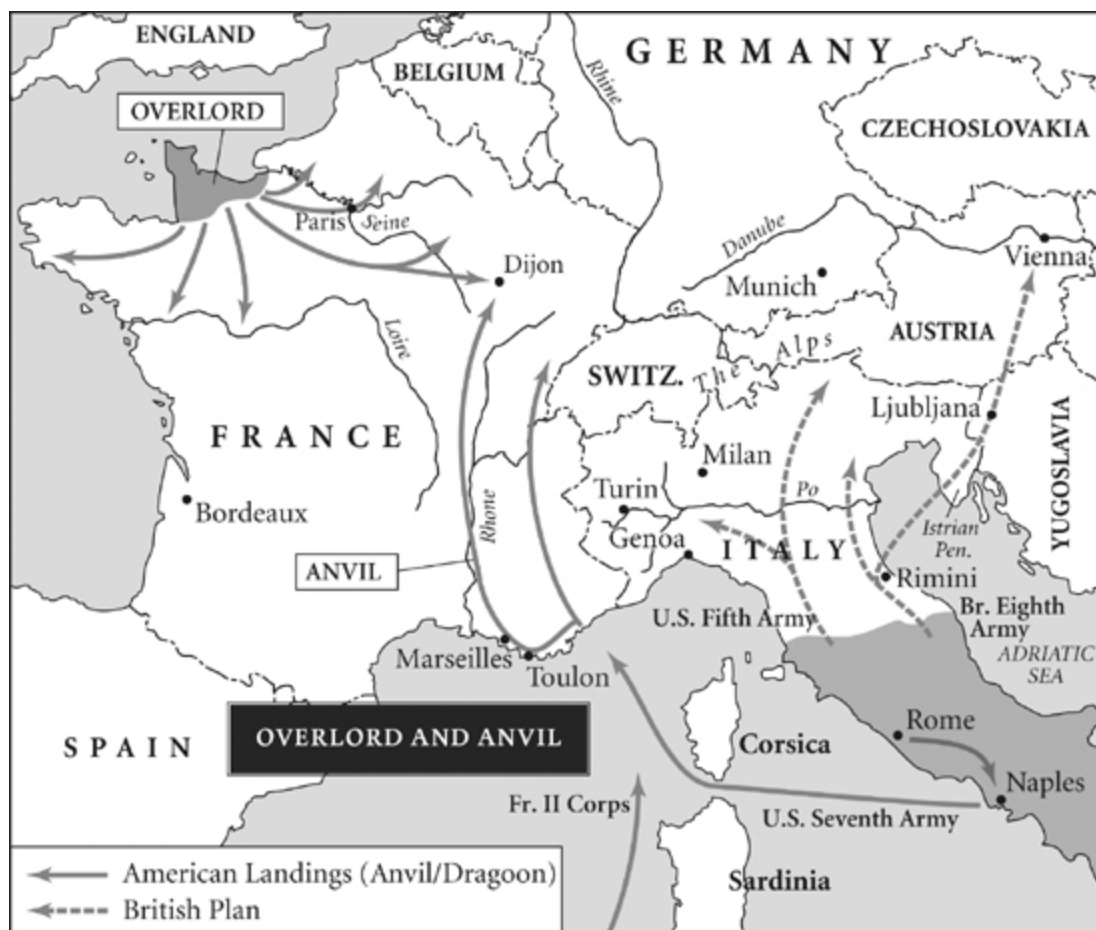 ENGLAND
GERMANY
BELGIUM
Rhine
OVERLORD
CZECHOSLOVAKIA
Paris
Seine
Danube
Vienna
Dijon
Munich
Loire
AUSTRIA
SWITZ.
The Alps
Ljubljana
YUGOSLAVIA
FRANCE
Milan
Turin
Po
Bordeaux
Rhone
Genoa
ITALY
Istrian
Pen.
ANVIL
Rimini
U.S. Fifth Army
Br. Eighth
Army
Marseilles
Toulon
ADRIATIC
SEA
SPAIN
OVERLORD AND ANVIL
Corsica
Rome
Naples
Fr. II Corps
U.S. Seventh Army
American Landings (Anvil/Dragoon)
British Plan
Sardinia